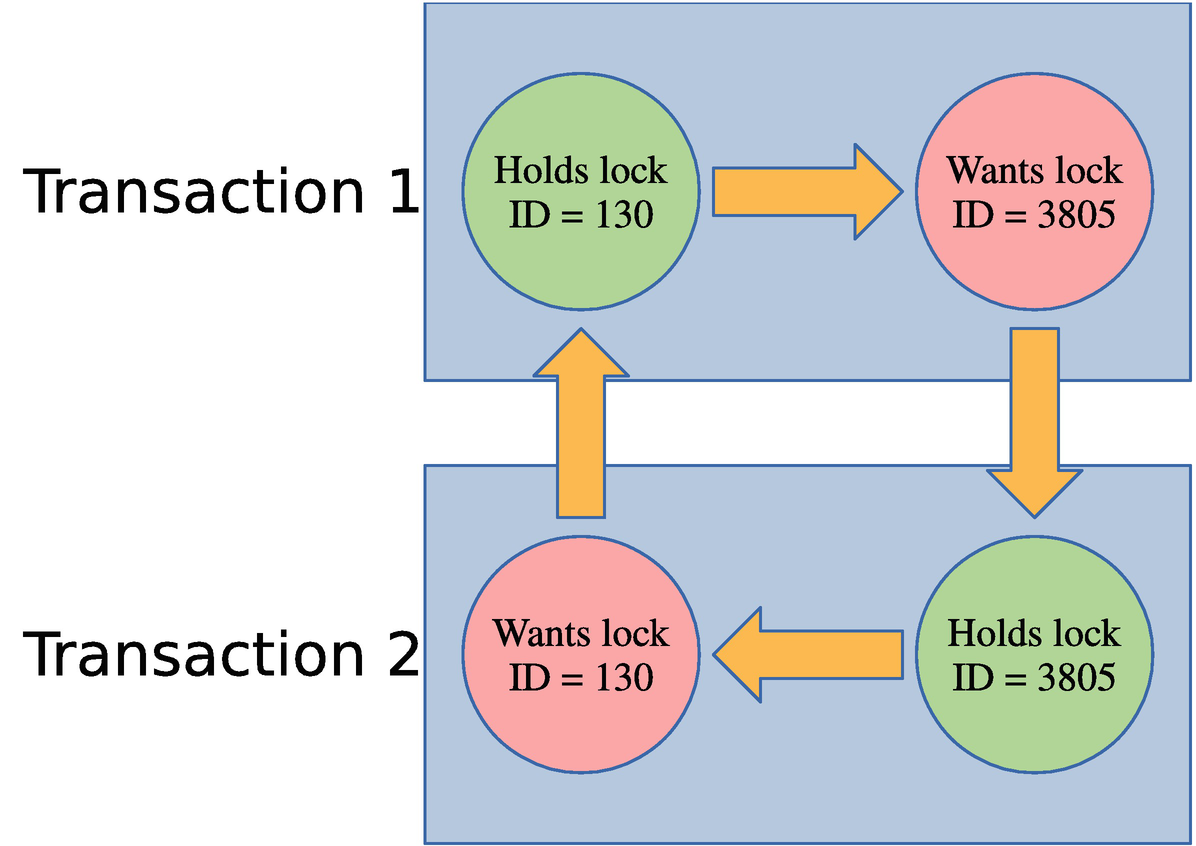 Transaction 1
Holds lock
ID = 130
Wants lock
ID = 3805
Transaction 2
Wants lock
ID = 130
Holds lock
ID = 3805